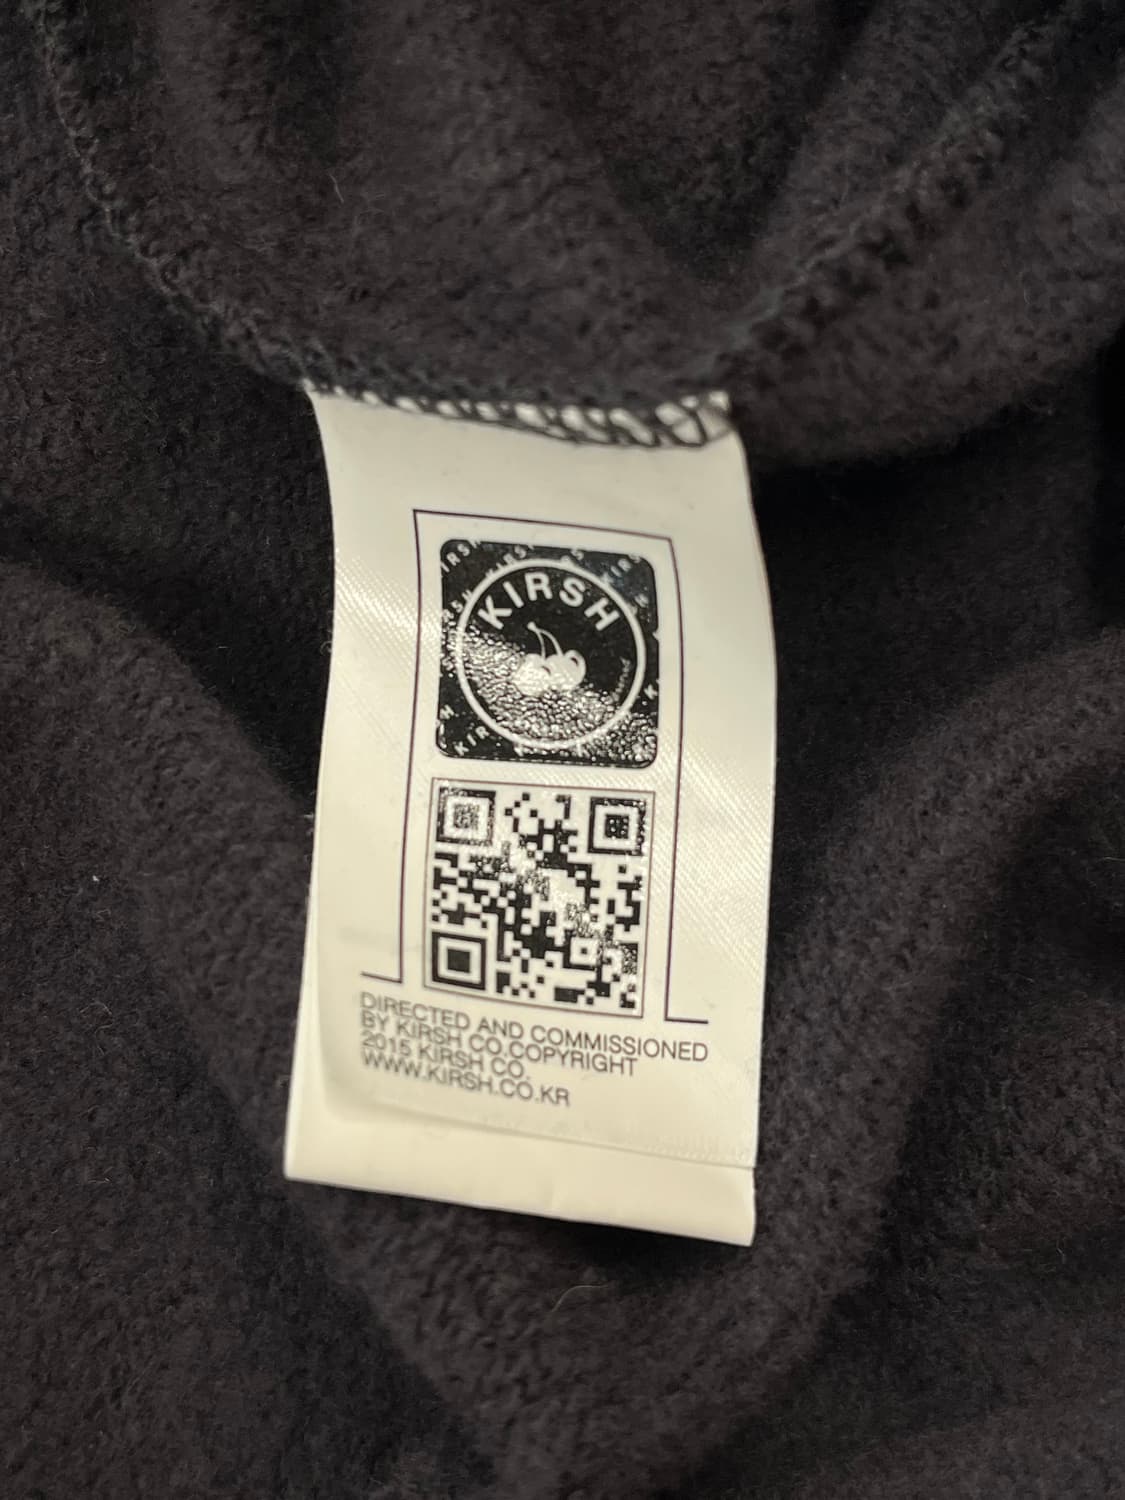 KIRSH
DIRECTED AND COMMISSIONED
BY KIRSH CO.COPYRIGHT
2015 KIRSH CO.
WWW.KIRSH.CO.KR